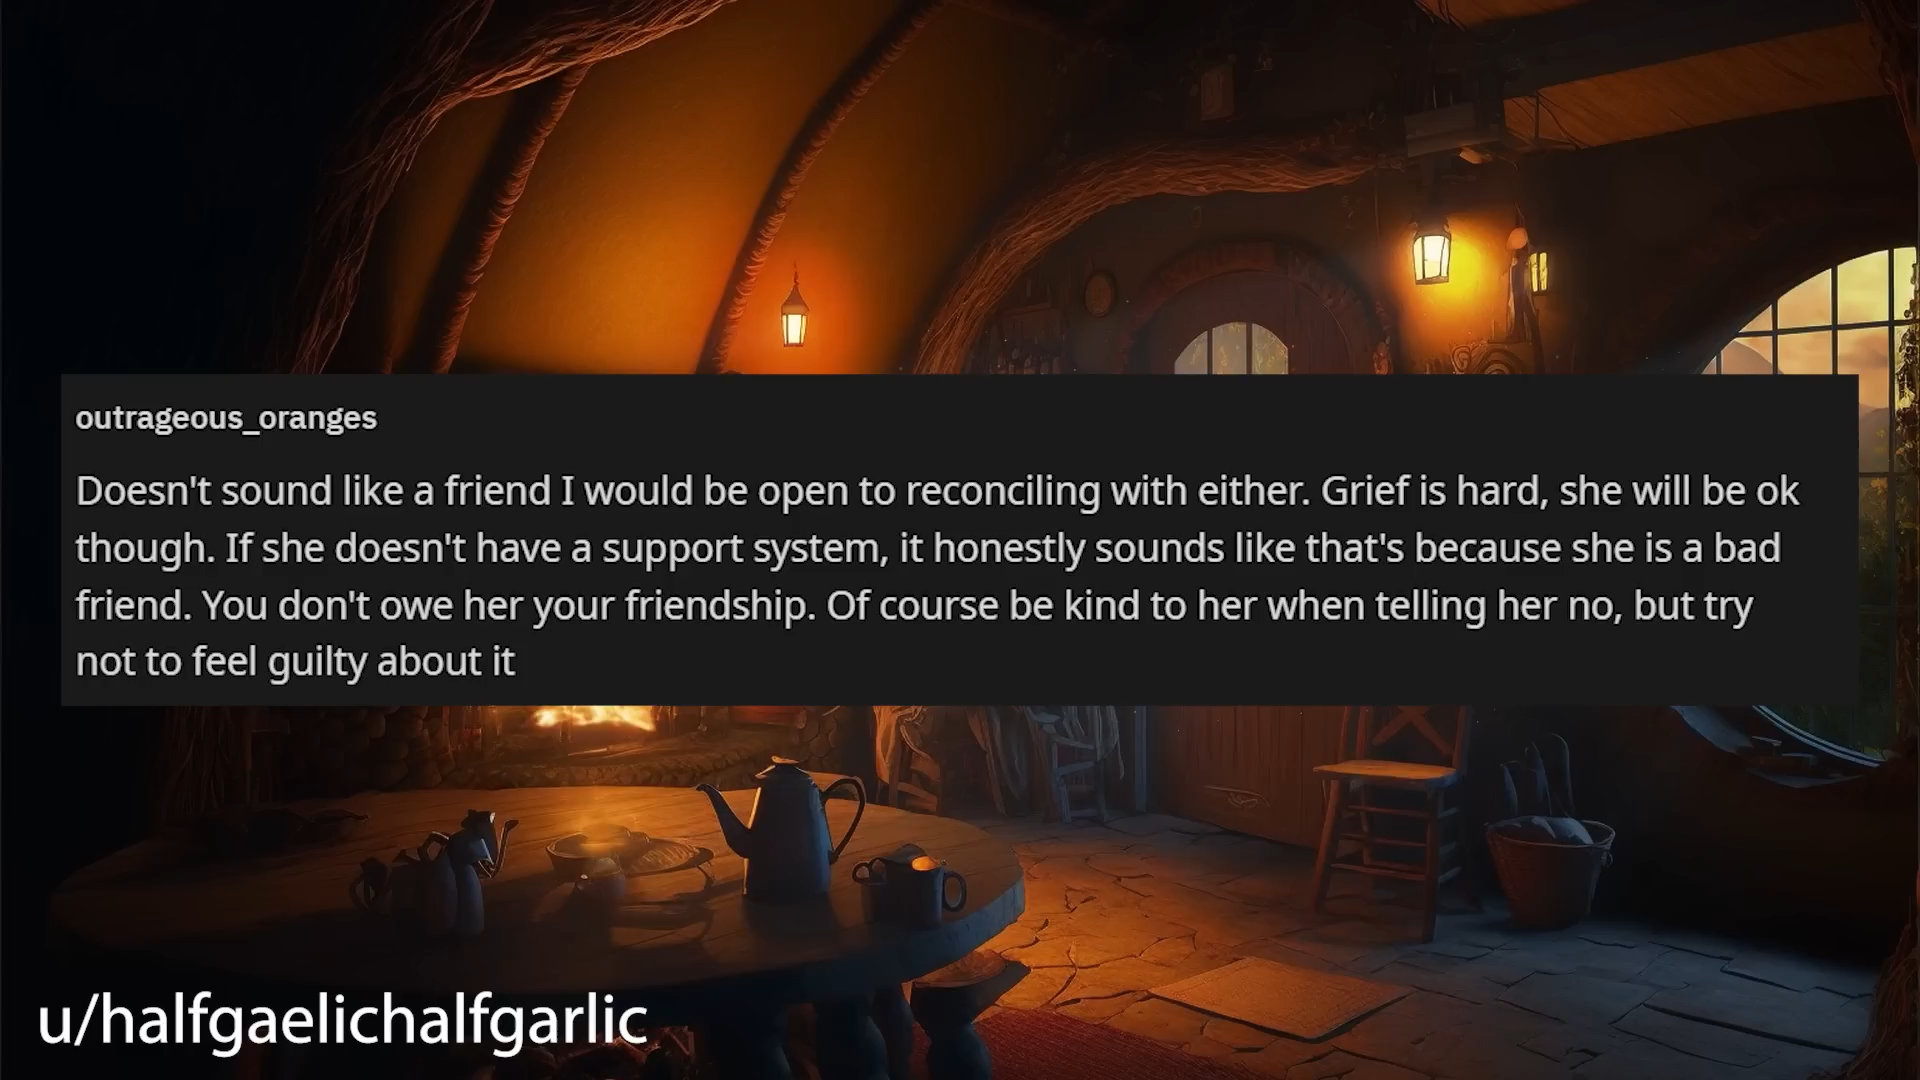 outrageous_oranges
Doesn't sound like a friend I would be open to reconciling with either. Grief is hard, she will be ok
though. If she doesn't have a support system, it honestly sounds like that's because she is a bad
friend. You don't owe her your friendship. Of course be kind to her when telling her no, but try
not to feel guilty about it
u/halfgaelichalfgarlic